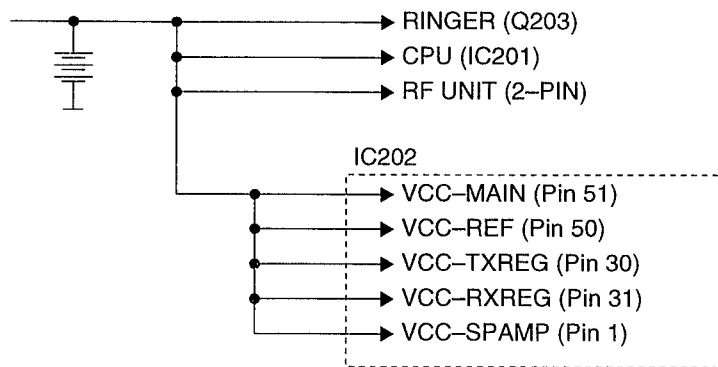 RINGER (Q203)
CPU (IC201)
RF UNIT (2–PIN)
IC202
VCC–MAIN (Pin 51)
VCC–REF (Pin 50)
VCC–TXREG (Pin 30)
VCC–RXREG (Pin 31)
VCC–SPAMP (Pin 1)